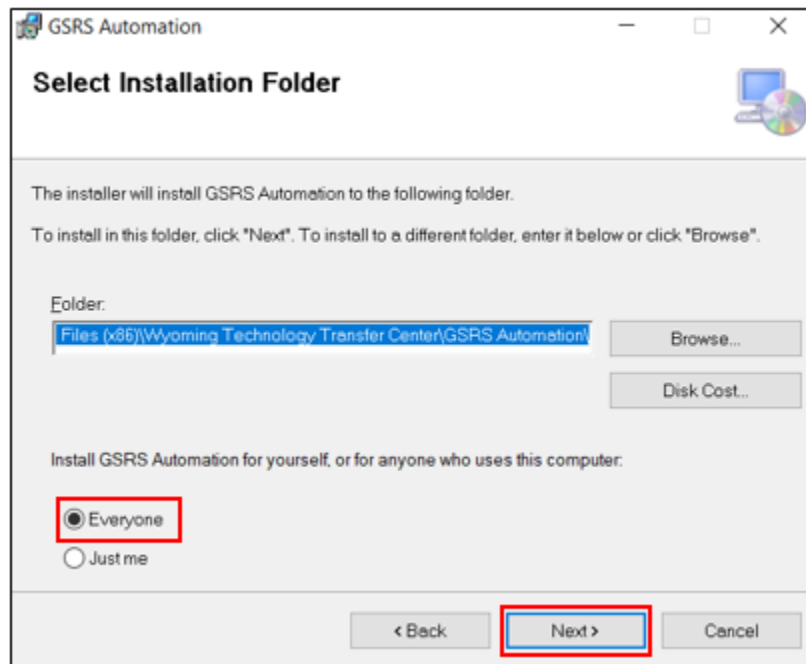 GSRS Automation
Select Installation Folder
The installer will install GSRS Automation to the following folder.
To install in this folder, click "Next". To install to a different folder, enter it below or click "Browse".
Folder:
Files (x86)\Wyoming Technology Transfer Center\GSRS Automation\
Browse...
Disk Cost...
Install GSRS Automation for yourself, or for anyone who uses this computer:
Everyone
Just me
< Back Next > Cancel